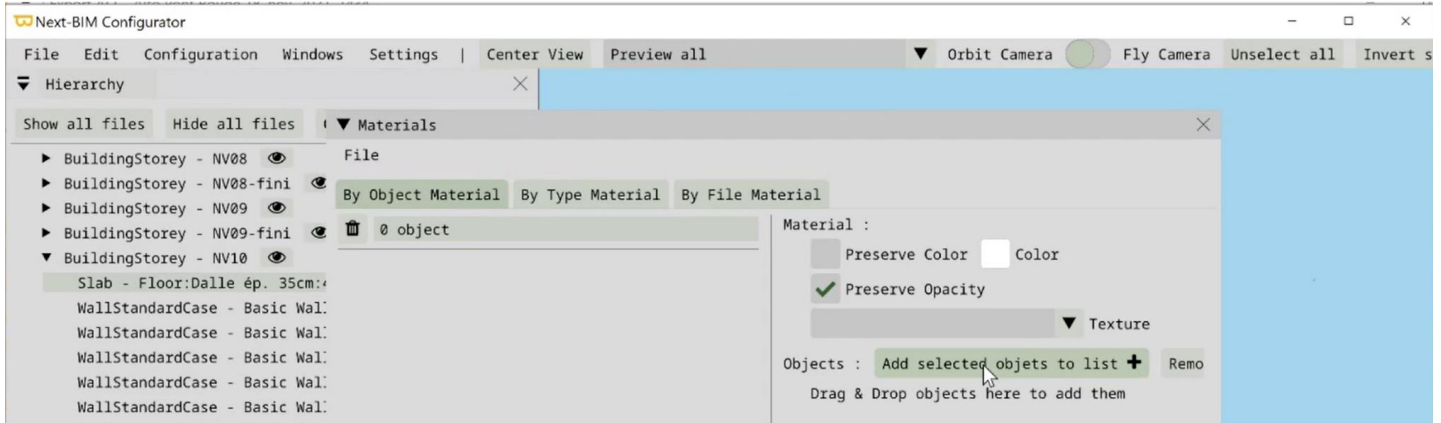 Next-BIM Configurator
File Edit Configuration Windows Settings | Center View Preview all Orbit Camera Fly Camera Unselect all Invert s
Hierarchy
Show all files Hide all files
Materials
File
BuildingStorey - NV08
BuildingStorey - NV08-fini
BuildingStorey - NV09
BuildingStorey - NV09-fini
BuildingStorey - NV10
Slab - Floor:Dalle ép. 35cm:
WallStandardCase - Basic Wal
WallStandardCase - Basic Wal
WallStandardCase - Basic Wal
WallStandardCase - Basic Wal
WallStandardCase - Basic Wal
By Object Material By Type Material By File Material
0 object
Material :
Preserve Color Color
Preserve Opacity
Texture
Objects : Add selected objets to list + Remo
Drag & Drop objects here to add them